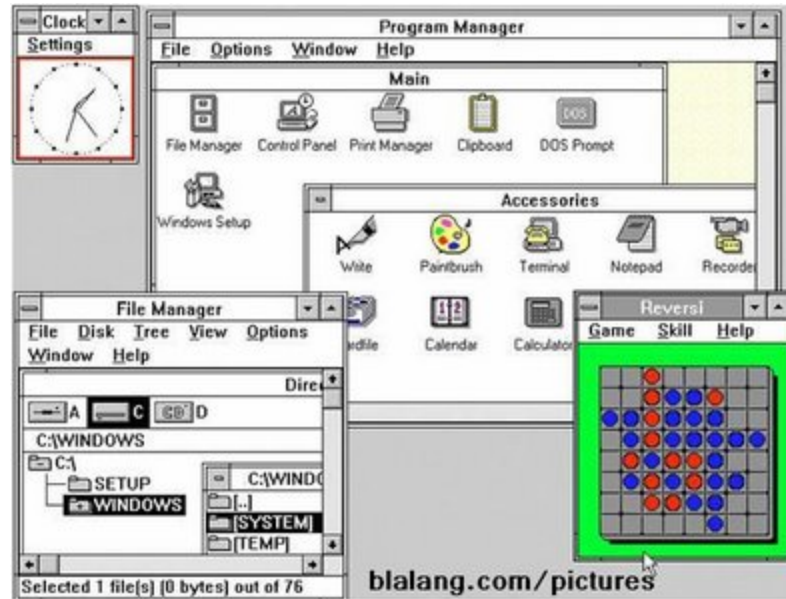 Clock
Settings
Program Manager
File Options Window Help
Main
File Manager Control Panel Print Manager Clipboard DOS Prompt
DOS
Windows Setup
Accessories
Write Paintbrush Terminal Notepad Recorder
ardfile Calendar Calculator
File Manager
File Disk Tree View Options
Window Help
Direc
A C D
C:\WINDOWS
C:\
SETUP
WINDOWS
C:\WINDO
[..]
[SYSTEM]
[TEMP]
Selected 1 file(s) (0 bytes) out of 76
Reversi
Game Skill Help
blalang.com/pictures